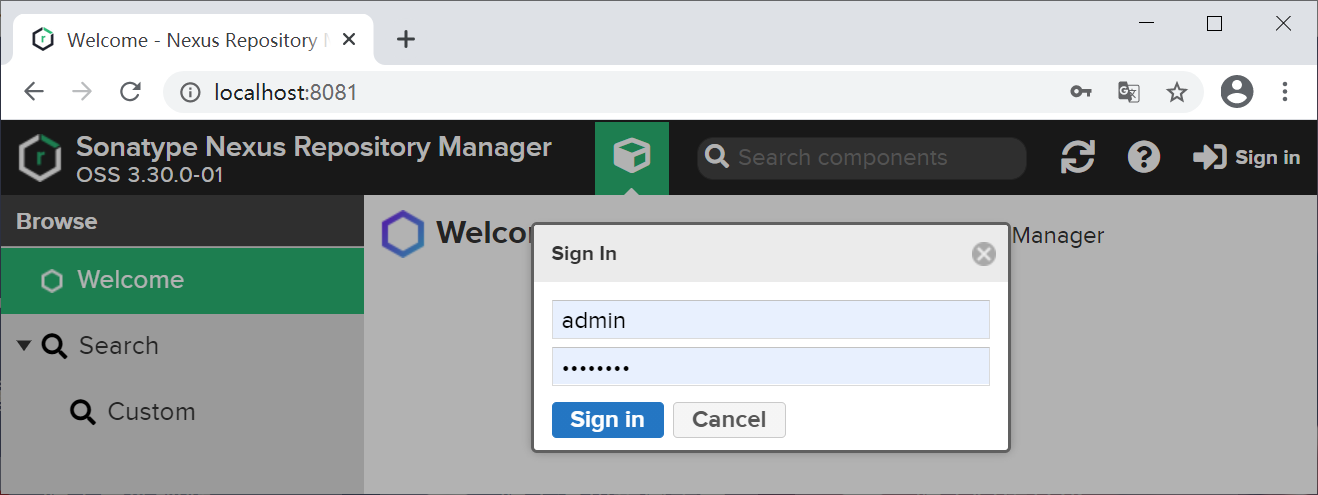 Welcome - Nexus Repository
localhost:8081
Sonatype Nexus Repository Manager
OSS 3.30.0-01
Search components
Sign in
Browse
Welcome
Search
Custom
Manager
Sign In
admin
••••••••
Sign in
Cancel